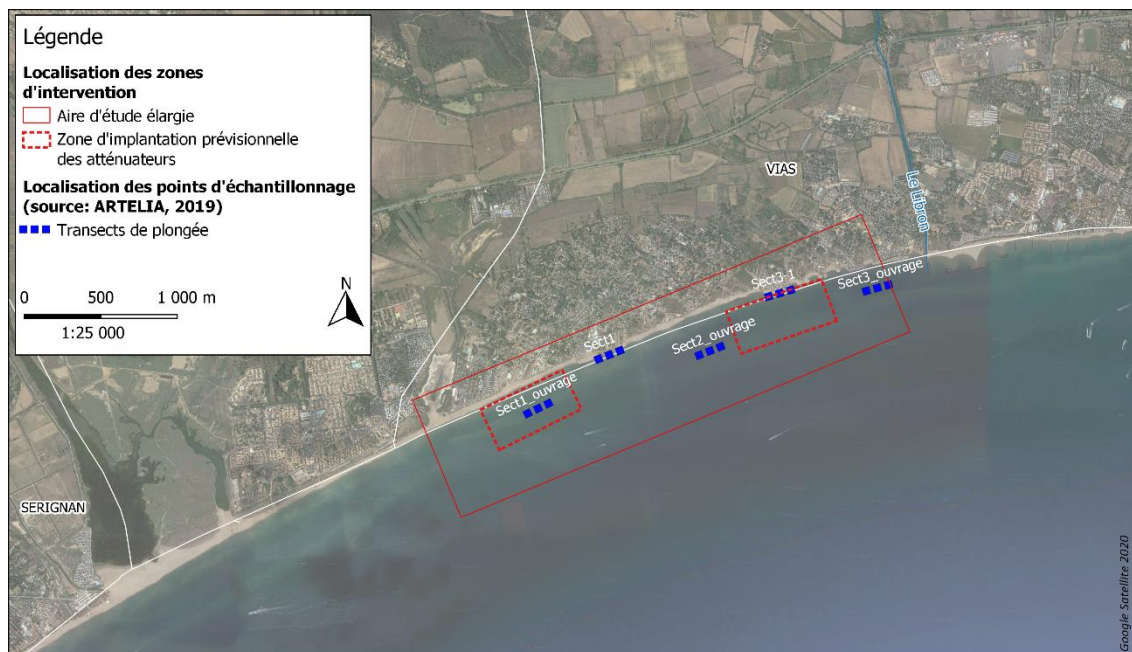 Légende
Localisation des zones
d'intervention
Aire d'étude élargie
Zone d'implantation prévisionnelle
des atténuateurs
Localisation des points d'échantillonnage
(source: ARTELIA, 2019)
Transects de plongée
0 500 1 000 m
1:25 000
N
VIAS
Le Libron
Sect3-1
Sect3_ouvrage
Sect1
Sect2_ouvrage
Sect1_ouvrage
SERIGNAN
Google Satellite 2020